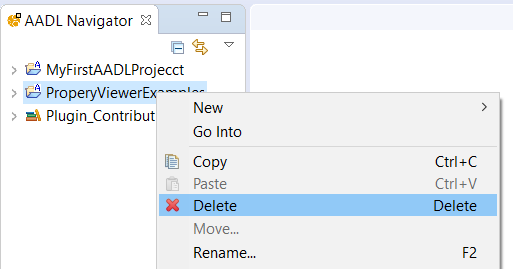 AADL Navigator
MyFirstAADLProjecct
ProperyViewerExamples
Plugin_Contribut
New
Go Into
Copy Ctrl+C
Paste Ctrl+V
Delete Delete
Move...
Rename... F2